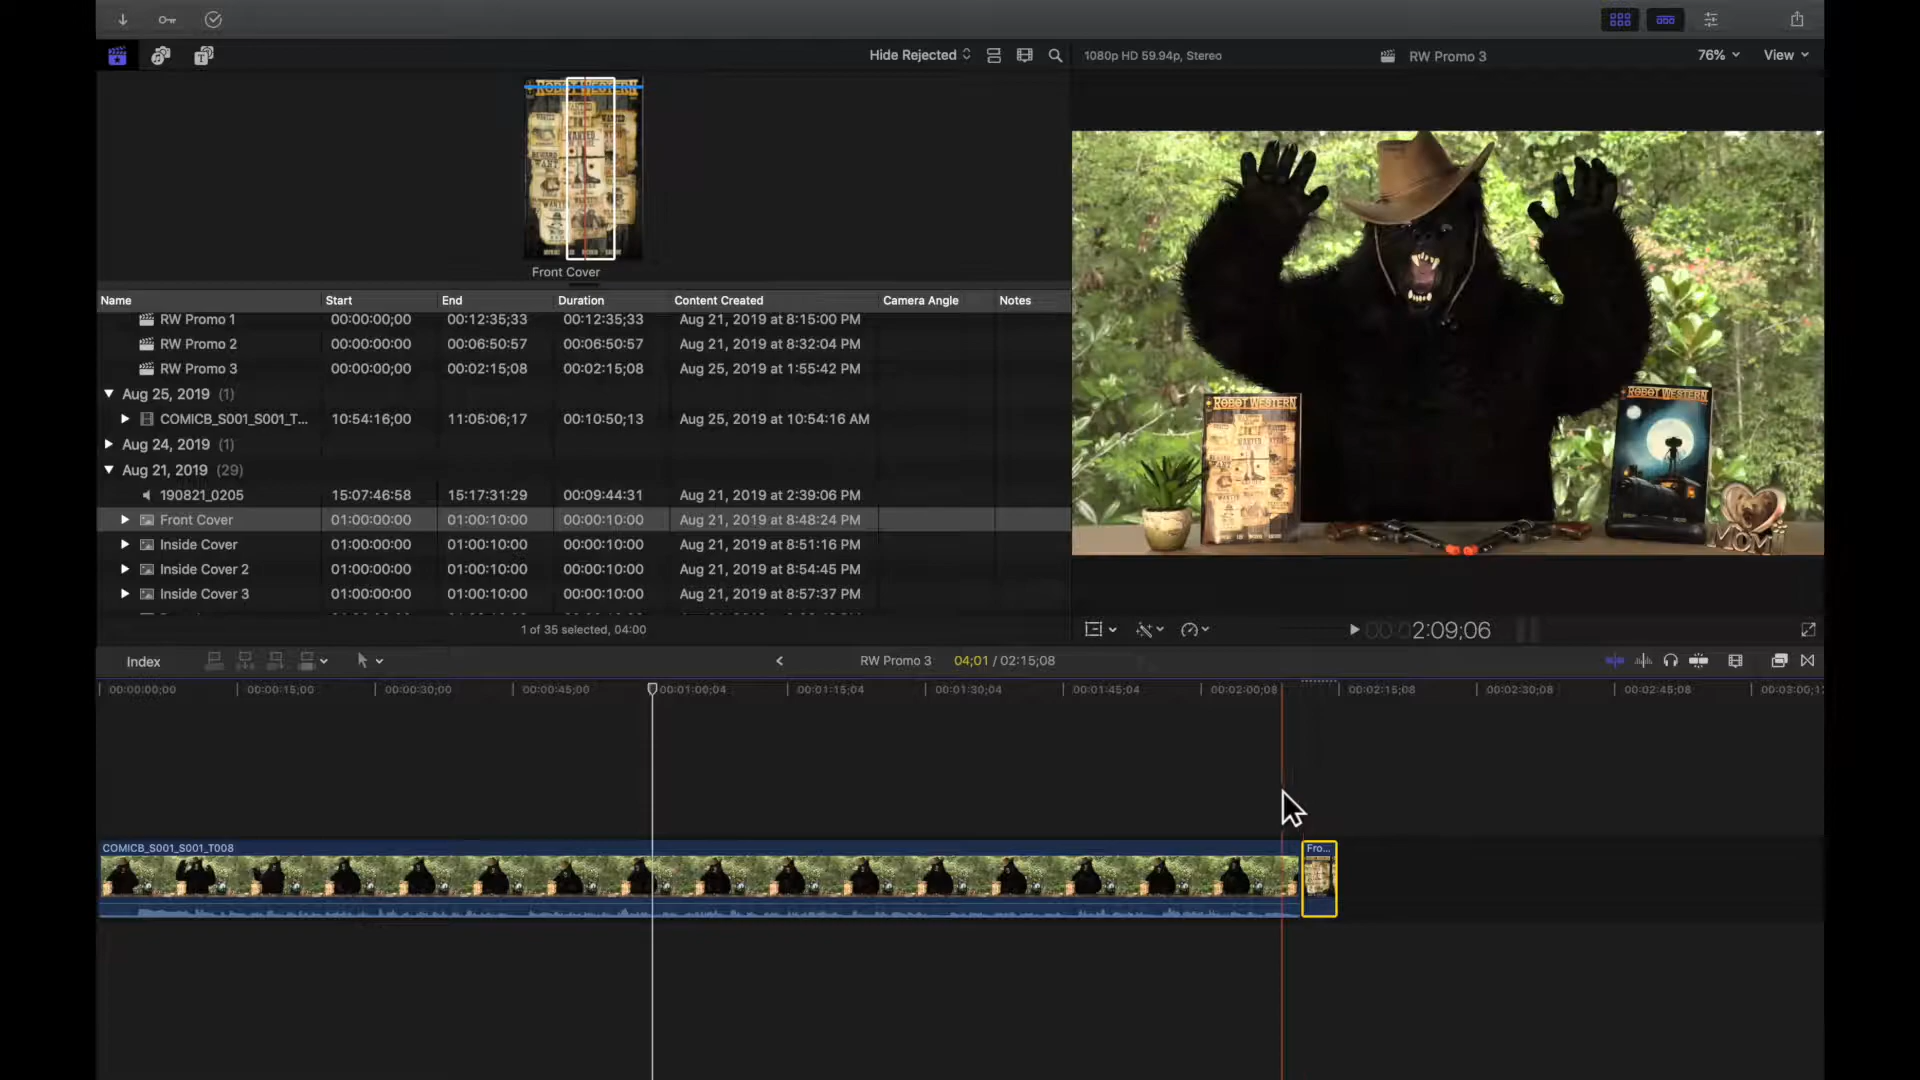 Hide Rejected
1080p HD 59.94p, Stereo
RW Promo 3
76%
View
ROBOT WESTERN
WANTED
Front Cover
Name Start End Duration Content Created Camera Angle Notes
RW Promo 1 00:00:00;00 00:12:35;33 00:12:35;33 Aug 21, 2019 at 8:15:00 PM
RW Promo 2 00:00:00;00 00:06:50:57 00:06:50:57 Aug 21, 2019 at 8:32:04 PM
RW Promo 3 00:00:00;00 00:02:15;08 00:02:15;08 Aug 25, 2019 at 1:55:42 PM
Aug 25, 2019 (1)
COMICB_S001_S001_T... 10:54:16;00 11:05:06;17 00:10:50;13 Aug 25, 2019 at 10:54:16 AM
Aug 24, 2019 (1)
Aug 21, 2019 (29)
190821_0205 15:07:46:58 15:17:31:29 00:09:44:31 Aug 21, 2019 at 2:39:06 PM
Front Cover 01:00:00:00 01:00:10:00 00:00:10:00 Aug 21, 2019 at 8:48:24 PM
Inside Cover 01:00:00:00 01:00:10:00 00:00:10:00 Aug 21, 2019 at 8:51:16 PM
Inside Cover 2 01:00:00:00 01:00:10:00 00:00:10:00 Aug 21, 2019 at 8:54:45 PM
Inside Cover 3 01:00:00:00 01:00:10:00 00:00:10:00 Aug 21, 2019 at 8:57:37 PM
1 of 35 selected, 04:00
ROBOT WESTERN
WANTED
ROBOT WESTERN
MOM
2:09;06
Index
RW Promo 3
04;01 / 02:15;08
00:00:00;00 00:00:15;00 00:00:30;00 00:00:45;00 00:01:00;04 00:01:15;04 00:01:30;04 00:01:45;04 00:02:00;08 00:02:15;08 00:02:30;08 00:02:45;08
COMICB_S001_S001_T008
Fro...